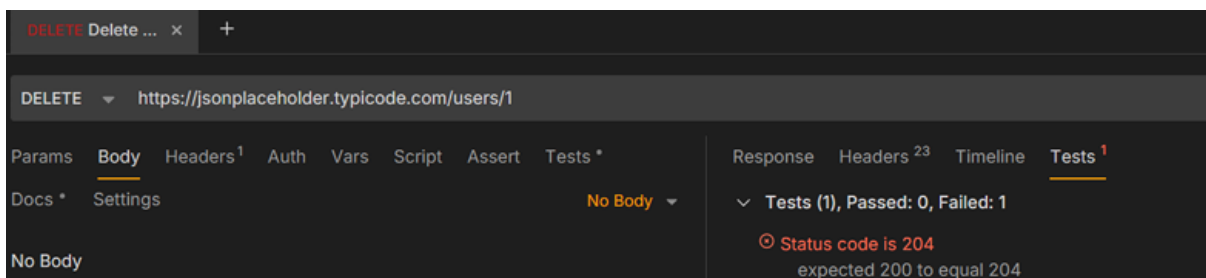 DELETE Delete ... × +
DELETE https://jsonplaceholder.typicode.com/users/1
Params Body Headers 1 Auth Vars Script Assert Tests •
Docs • Settings No Body
No Body
Response Headers 23 Timeline Tests 1
Tests (1), Passed: 0, Failed: 1
Status code is 204
expected 200 to equal 204